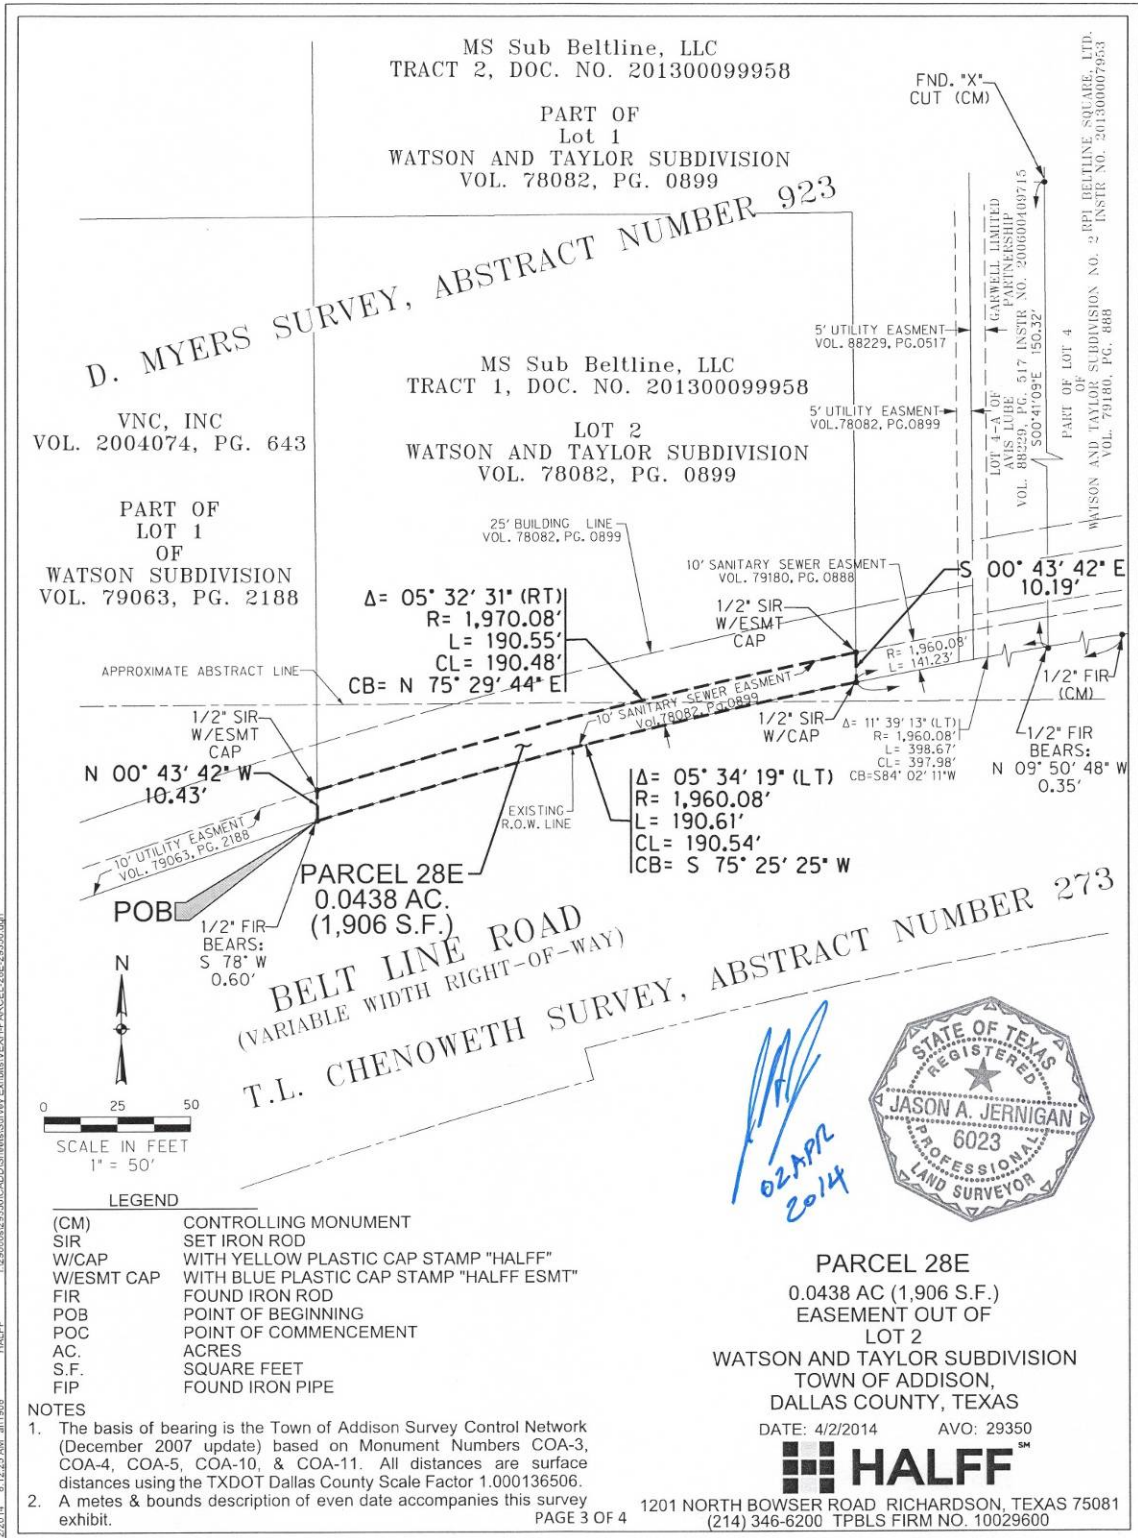 MS Sub Beltline, LLC
TRACT 2, DOC. NO. 201300099958
PART OF
Lot 1
WATSON AND TAYLOR SUBDIVISION
VOL. 78082, PG. 0899
FND. "X"
CUT (CM)
RPI BELTLINE SQUARE, LTD.
INSTR NO. 201300007953
D. MYERS SURVEY, ABSTRACT NUMBER 923
GARWELL LIMITED
PARTNERSHIP
INSTR NO. 200600409715
LOT 4-A OF
AVIS LUBE
VOL. 88229, PG. 517
S00°41'09"E 150.32'
PART OF LOT 4
OF
WATSON AND TAYLOR SUBDIVISION NO. 2
VOL. 79180, PG. 888
5' UTILITY EASMENT
VOL. 88229, PG.0517
MS Sub Beltline, LLC
TRACT 1, DOC. NO. 201300099958
5' UTILITY EASMENT
VOL.78082, PG.0899
VNC, INC
VOL. 2004074, PG. 643
LOT 2
WATSON AND TAYLOR SUBDIVISION
VOL. 78082, PG. 0899
PART OF
LOT 1
OF
WATSON SUBDIVISION
VOL. 79063, PG. 2188
25' BUILDING LINE
VOL. 78082, PG. 0899
10' SANITARY SEWER EASMENT
VOL. 79180, PG. 0888
S 00° 43' 42" E
10.19'
Δ= 05° 32' 31" (RT)
R= 1,970.08'
L= 190.55'
CL= 190.48'
CB= N 75° 29' 44" E
1/2" SIR
W/ESMT
CAP
R= 1,960.08'
L= 141.23'
APPROXIMATE ABSTRACT LINE
1/2" FIR
(CM)
10' SANITARY SEWER EASMENT
Vol.78082, Pg.0899
1/2" SIR
W/ESMT
CAP
1/2" SIR
W/CAP
Δ= 11° 39' 13" (LT)
R= 1,960.08'
L= 398.67'
CL= 397.98'
CB=S84° 02' 11"W
1/2" FIR
BEARS:
N 09° 50' 48" W
0.35'
N 00° 43' 42" W
10.43'
EXISTING
R.O.W. LINE
Δ= 05° 34' 19" (LT)
R= 1,960.08'
L= 190.61'
CL= 190.54'
CB= S 75° 25' 25" W
10' UTILITY EASMENT
VOL. 79063, PG. 2188
PARCEL 28E
0.0438 AC.
(1,906 S.F.)
POB
1/2" FIR
BEARS:
S 78° W
0.60'
BELT LINE ROAD
(VARIABLE WIDTH RIGHT-OF-WAY)
T.L. CHENOWETH SURVEY, ABSTRACT NUMBER 273
N
0 25 50
SCALE IN FEET
1" = 50'
02 APR
2014
STATE OF TEXAS
REGISTERED
JASON A. JERNIGAN
6023
PROFESSIONAL
LAND SURVEYOR
LEGEND
(CM) CONTROLLING MONUMENT
SIR SET IRON ROD
W/CAP WITH YELLOW PLASTIC CAP STAMP "HALFF"
W/ESMT CAP WITH BLUE PLASTIC CAP STAMP "HALFF ESMT"
FIR FOUND IRON ROD
POB POINT OF BEGINNING
POC POINT OF COMMENCEMENT
AC. ACRES
S.F. SQUARE FEET
FIP FOUND IRON PIPE
NOTES
1. The basis of bearing is the Town of Addison Survey Control Network
(December 2007 update) based on Monument Numbers COA-3,
COA-4, COA-5, COA-10, & COA-11. All distances are surface
distances using the TXDOT Dallas County Scale Factor 1.000136506.
2. A metes & bounds description of even date accompanies this survey
exhibit.
PAGE 3 OF 4
PARCEL 28E
0.0438 AC (1,906 S.F.)
EASEMENT OUT OF
LOT 2
WATSON AND TAYLOR SUBDIVISION
TOWN OF ADDISON,
DALLAS COUNTY, TEXAS
DATE: 4/2/2014 AVO: 29350
HALFF SM
1201 NORTH BOWSER ROAD RICHARDSON, TEXAS 75081
(214) 346-6200 TPBLS FIRM NO. 10029600